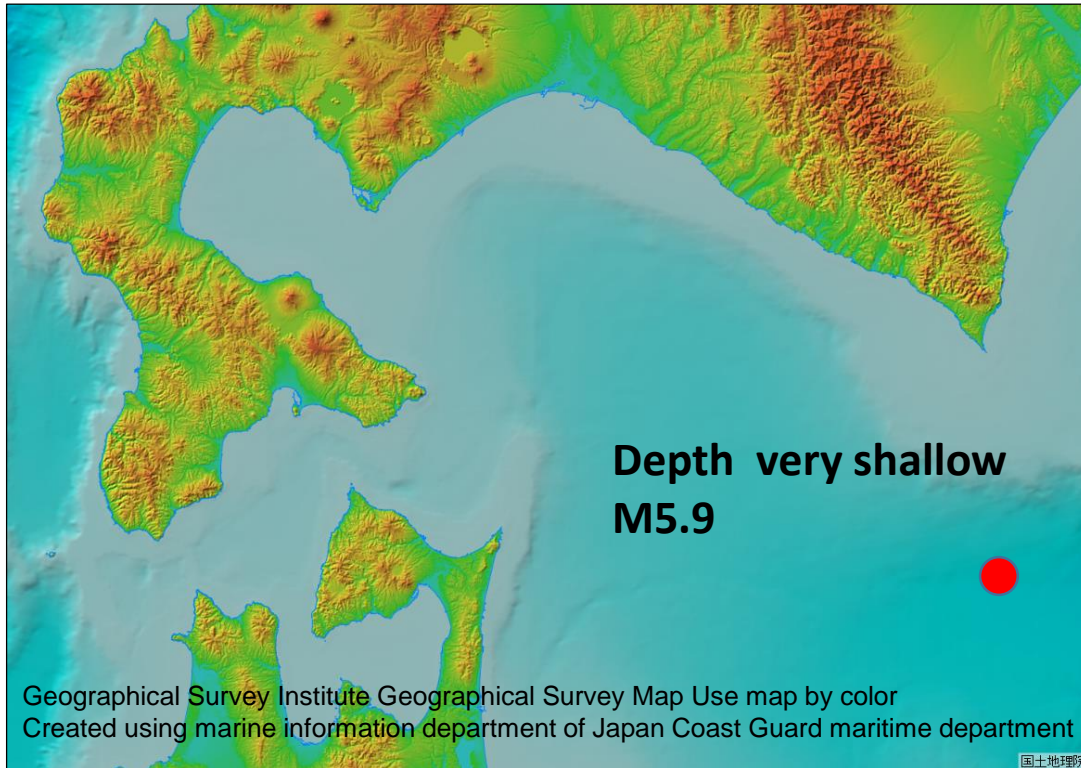 Depth very shallow
M5.9
Geographical Survey Institute Geographical Survey Map Use map by color
Created using marine information department of Japan Coast Guard maritime department
国土地理院